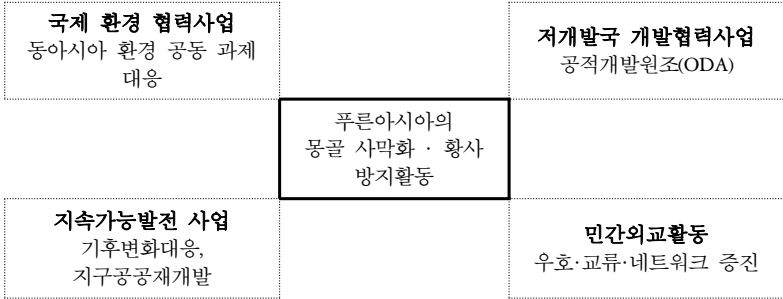 국제 환경 협력사업
동아시아 환경 공동 과제
대응
저개발국 개발협력사업
공적개발원조(ODA)
푸른아시아의
몽골 사막화 · 황사
방지활동
지속가능발전 사업
기후변화대응,
지구공공재개발
민간외교활동
우호·교류·네트워크 증진